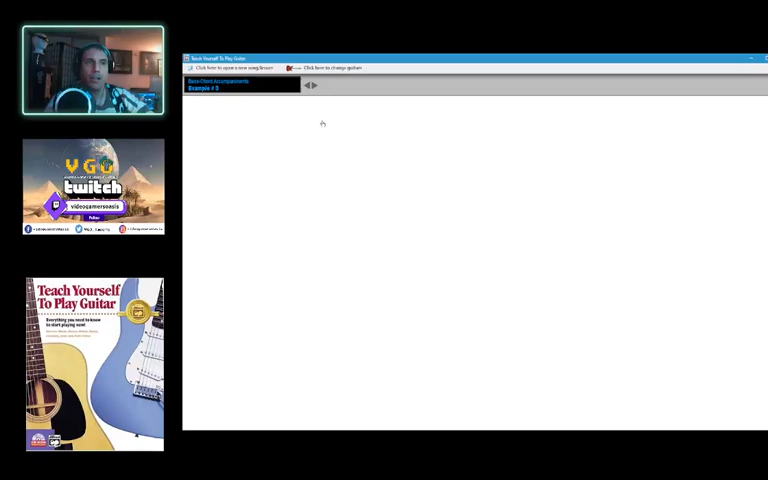 Teach Yourself To Play Guitar
Click here to open a new song/lesson
Click here to change guitars
Bass-Chord Accompaniments
Example # 3
VGO
twitch
videogamersoasis
Follow
Teach Yourself
To Play Guitar
Everything you need to know
to start playing now!